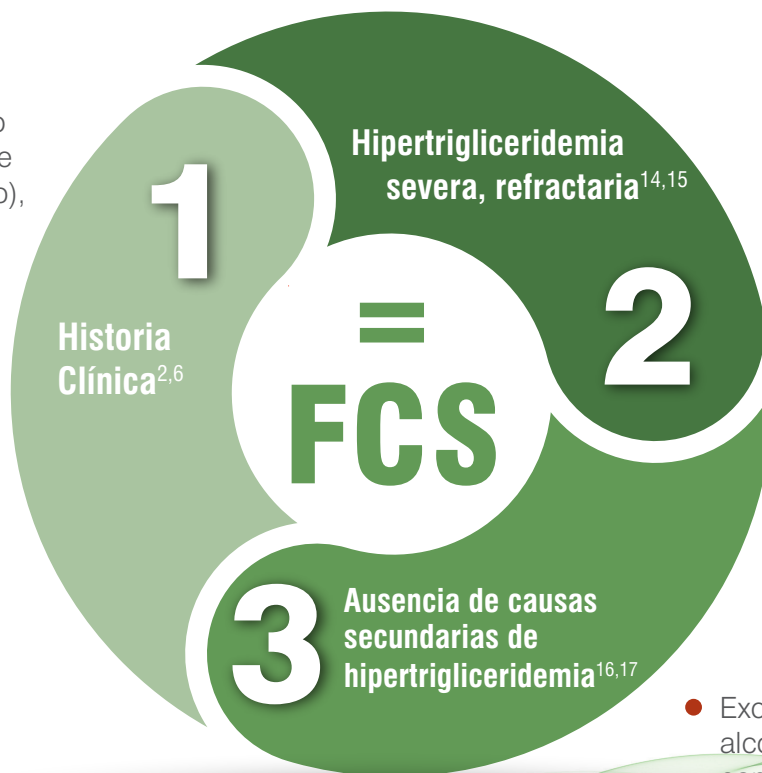 1
Historia
Clínica2,6
Hipertrigliceridemia
severa, refractaria14,15
2
=
FCS
3
Ausencia de causas
secundarias de
hipertrigliceridemia16,17